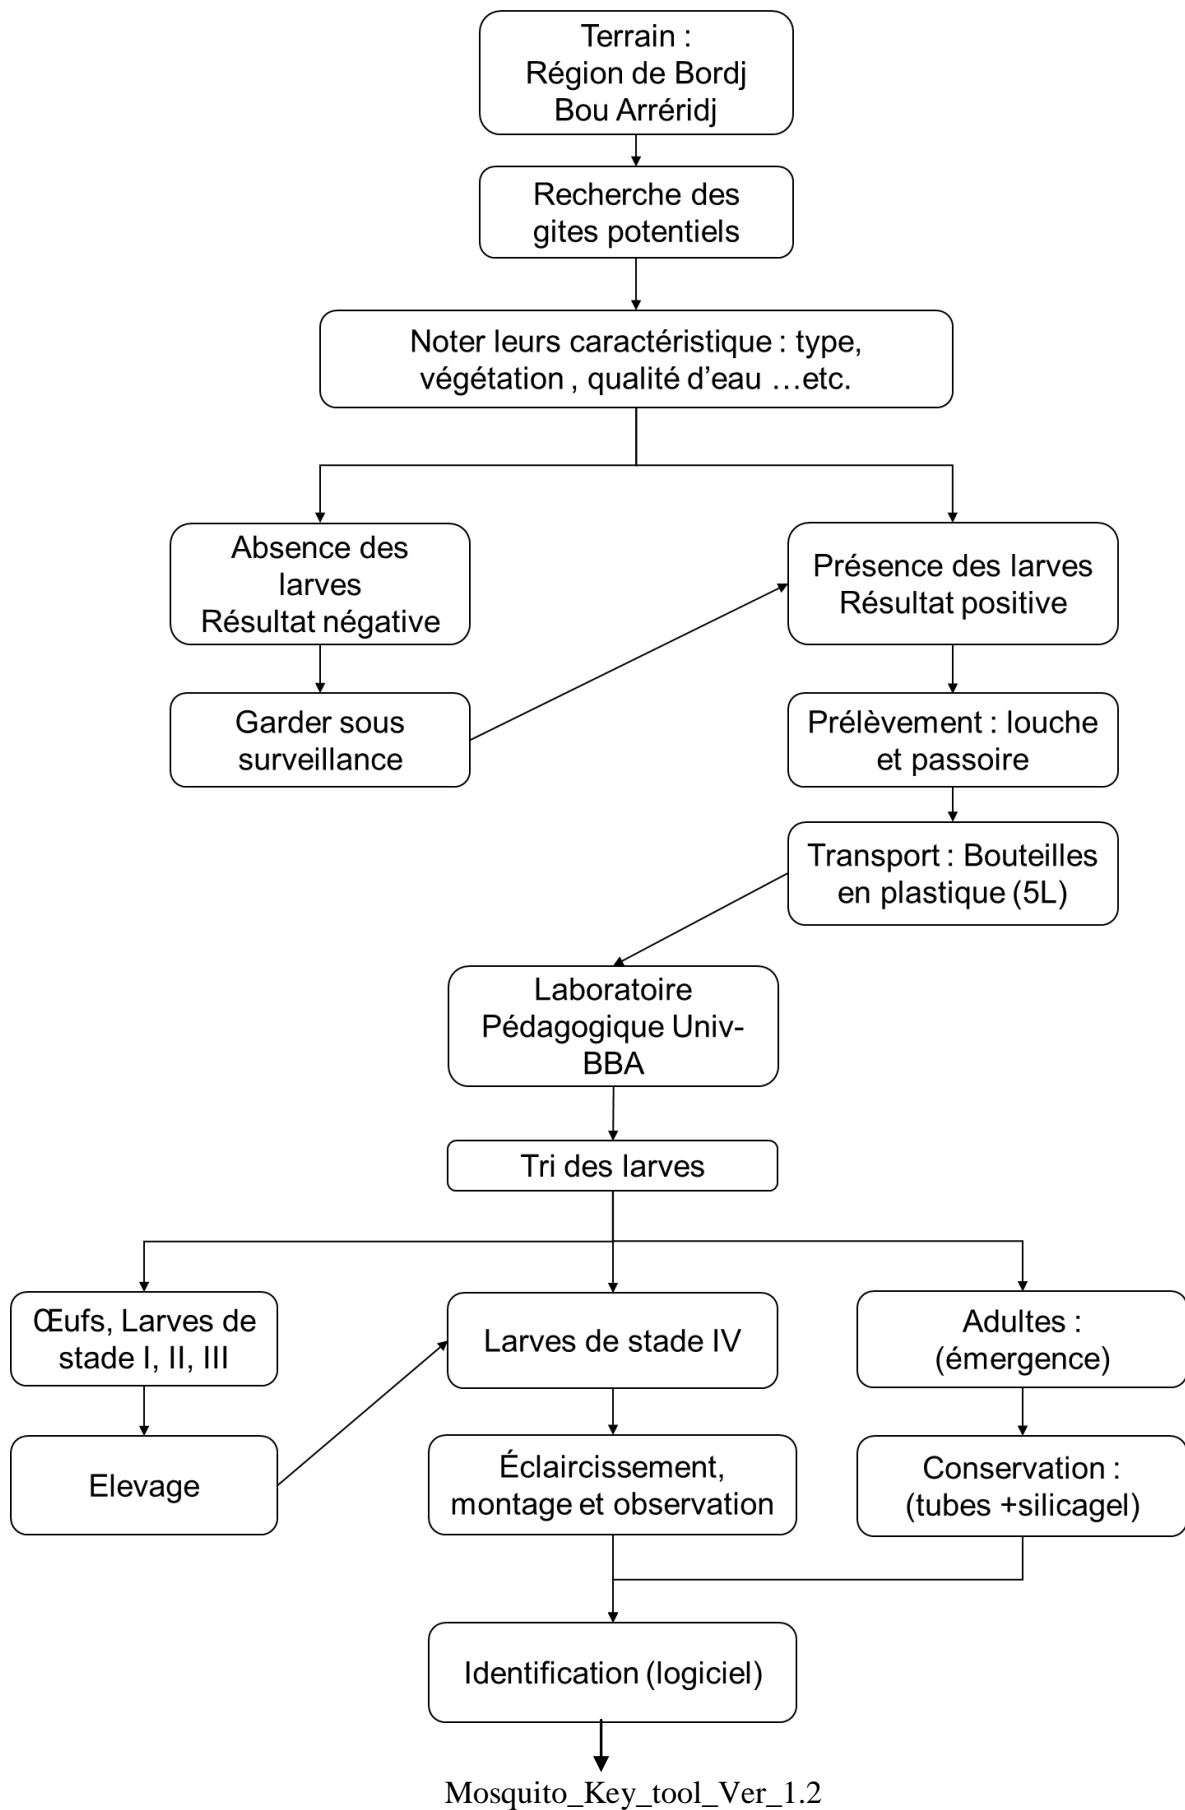 Terrain :
Région de Bordj
Bou Arréridj
Recherche des
gites potentiels
Noter leurs caractéristique : type,
végétation , qualité d'eau …etc.
Absence des
larves
Résultat négative
Présence des larves
Résultat positive
Garder sous
surveillance
Prélèvement : louche
et passoire
Transport : Bouteilles
en plastique (5L)
Laboratoire
Pédagogique Univ-
BBA
Tri des larves
Œufs, Larves de
stade I, II, III
Larves de stade IV
Adultes :
(émergence)
Elevage
Éclaircissement,
montage et observation
Conservation :
(tubes +silicagel)
Identification (logiciel)
Mosquito_Key_tool_Ver_1.2